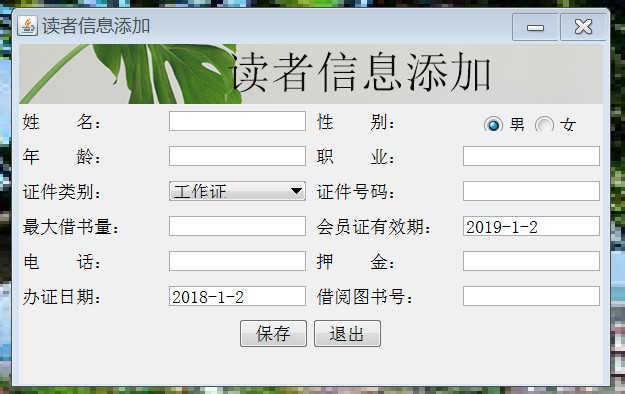 读者信息添加
读者信息添加
姓 名: 性 别: 男 女
年 龄: 职 业:
证件类别: 工作证 证件号码:
最大借书量: 会员证有效期: 2019-1-2
电 话: 押 金:
办证日期: 2018-1-2 借阅图书号:
保存 退出